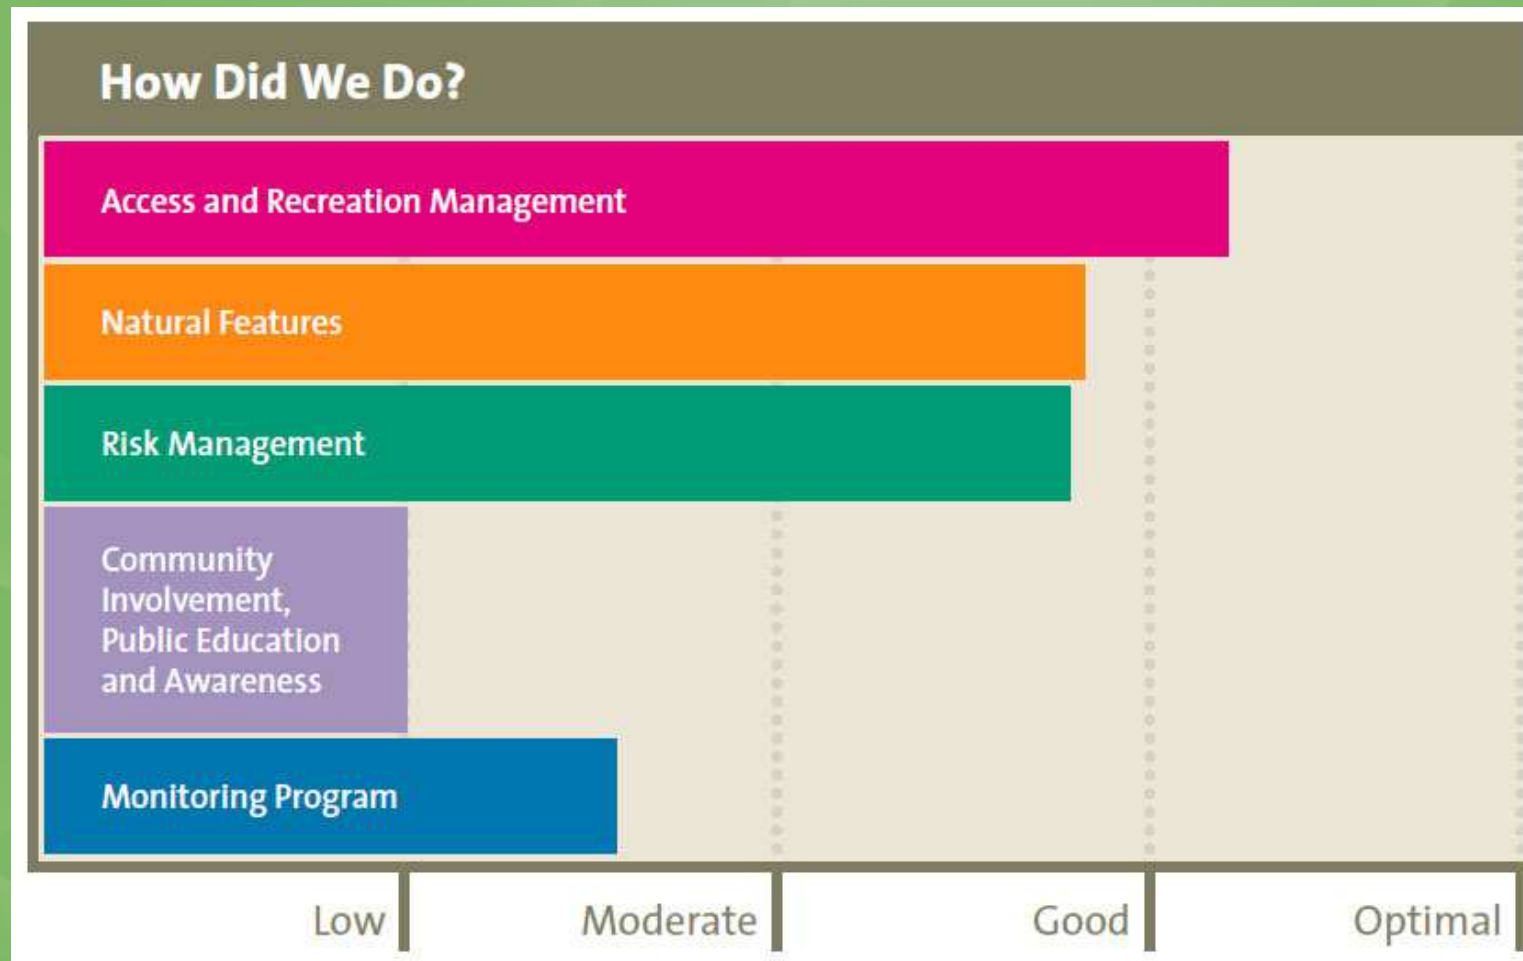 How Did We Do?
Access and Recreation Management
Natural Features
Risk Management
Community
Involvement,
Public Education
and Awareness
Monitoring Program
Low Moderate Good Optimal